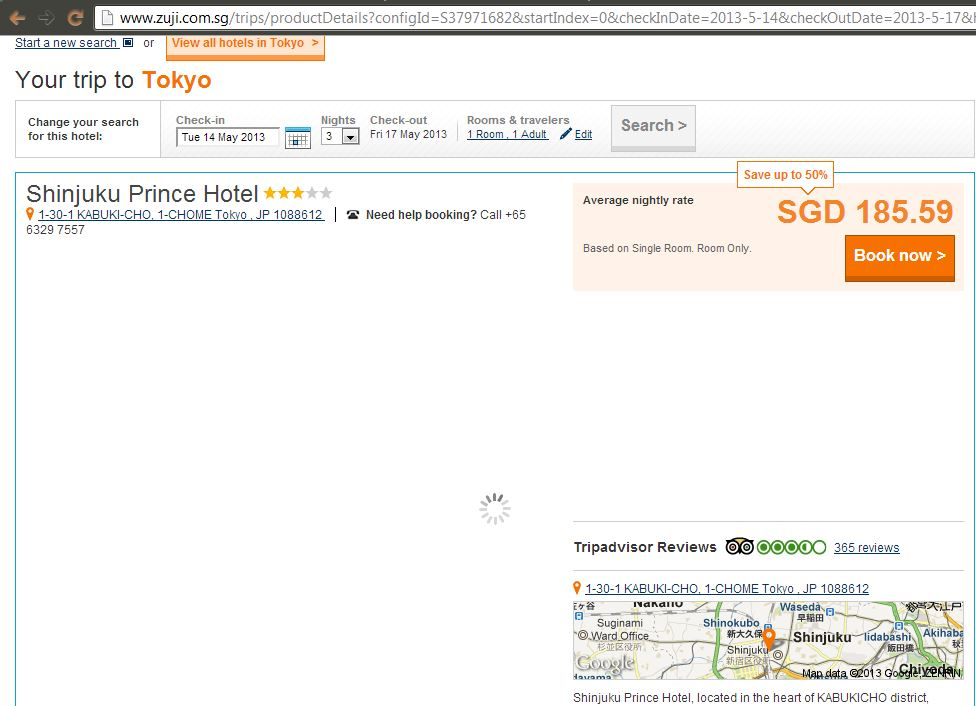 www.zuji.com.sg/trips/productDetails?configId=S37971682&startIndex=0&checkInDate=2013-5-14&checkOutDate=2013-5-17&
Start a new search or View all hotels in Tokyo >
Your trip to Tokyo
Change your search
for this hotel:
Check-in
Tue 14 May 2013
Nights
3
Check-out
Fri 17 May 2013
Rooms & travelers
1 Room , 1 Adult Edit
Search >
Shinjuku Prince Hotel
1-30-1 KABUKI-CHO, 1-CHOME Tokyo , JP 1088612 | Need help booking? Call +65
6329 7557
Save up to 50%
Average nightly rate
SGD 185.59
Based on Single Room. Room Only.
Book now >
Tripadvisor Reviews 365 reviews
1-30-1 KABUKI-CHO, 1-CHOME Tokyo , JP 1088612
Nakano
Waseda
早稲田
Suginami
Ward Office
杉並区役所
Shinokubo
新大久保
Shinjuku
Iidabashi
飯田橋
Akihaba
Shinjuku
新宿区役所
Google
Chiyoda
Map data ©2013 Google, ZENRIN
Shinjuku Prince Hotel, located in the heart of KABUKICHO district,